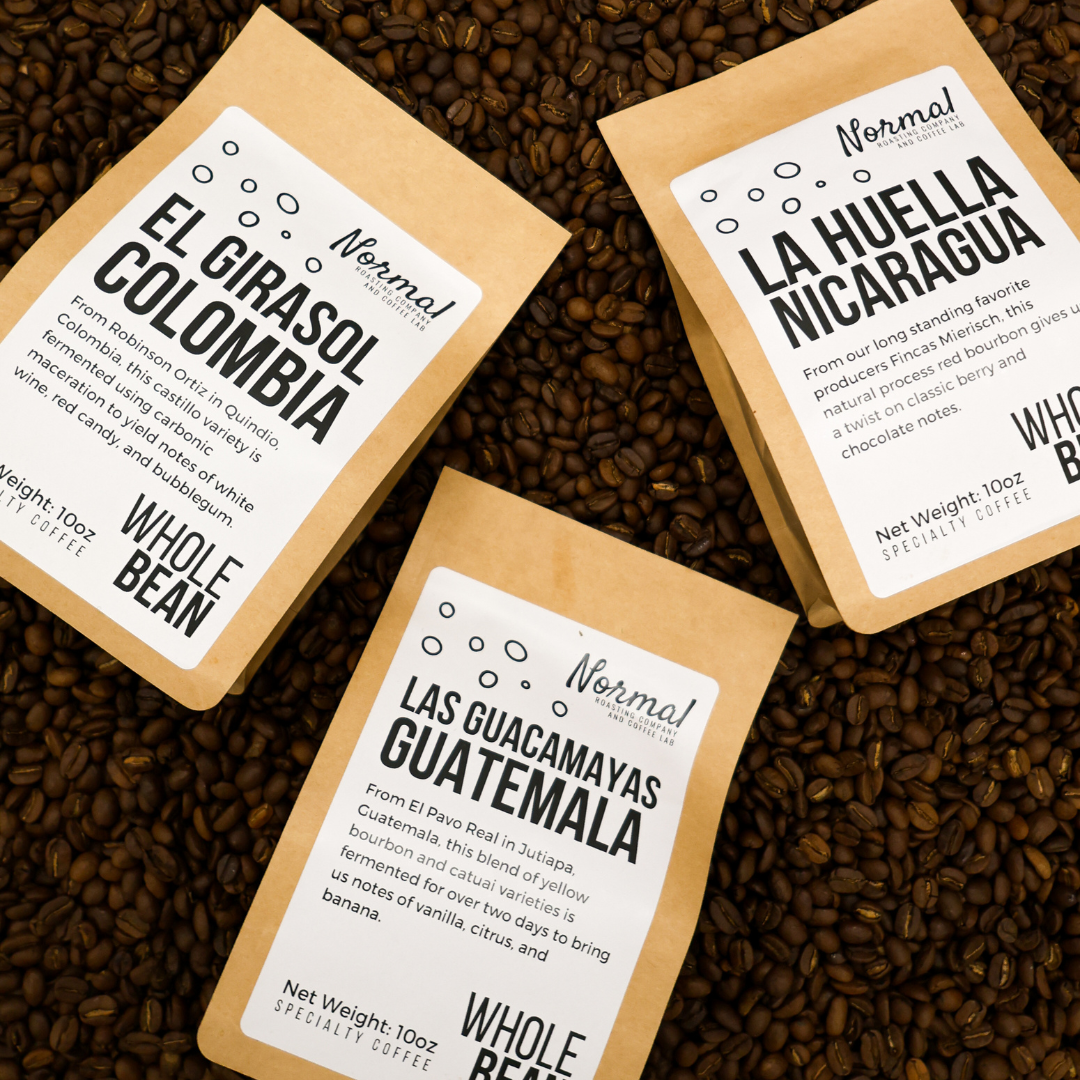 Normal
ROASTING COMPANY
AND COFFEE LAB
EL GIRASOL
COLOMBIA
From Robinson Ortiz in Quindio,
Colombia, this castillo variety is
fermented using carbonic
maceration to yield notes of white
wine, red candy, and bubblegum.
Weight: 10oz
COFFEE
WHOLE
BEAN
Normal
ROASTING COMPANY
AND COFFEE LAB
LA HUELLA
NICARAGUA
From our long standing favorite
producers Fincas Mierisch, this
natural process red bourbon gives
a twist on classic berry and
chocolate notes.
Net Weight: 10oz
SPECIALTY COFFEE
Normal
ROASTING COMPANY
AND COFFEE LAB
LAS GUACAMAYAS
GUATEMALA
From El Pavo Real in Jutiapa,
Guatemala, this blend of yellow
bourbon and catuai varieties is
fermented for over two days to bring
us notes of vanilla, citrus, and
banana.
Net Weight: 10oz
SPECIALTY COFFEE
WHOLE
BEAN